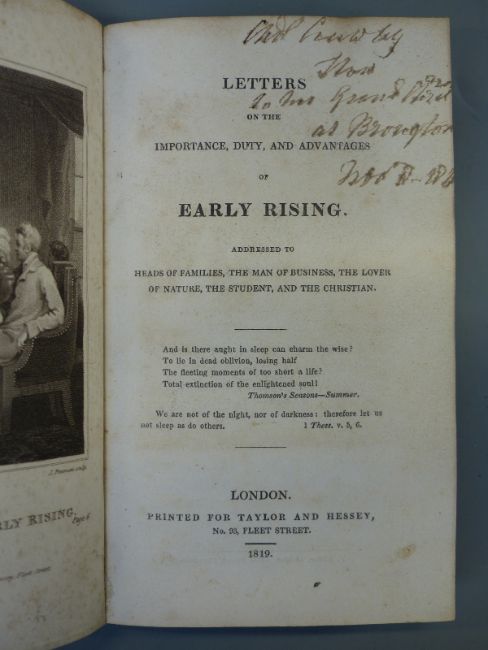 LETTERS
to
ON THE
at
IMPORTANCE, DUTY, AND ADVANTAGES
OF
EARLY RISING.
ADDRESSED TO
HEADS OF FAMILIES, THE MAN OF BUSINESS, THE LOVER
OF NATURE, THE STUDENT, AND THE CHRISTIAN.
And is there aught in sleep can charm the wise?
To lie in dead oblivion, losing half
The fleeting moments of too short a life?
Total extinction of the enlightened soul!
Thomson's Seasons—Summer.
We are not of the night, nor of darkness: therefore let us
not sleep as do others. 1 Thess. v. 5, 6.
LONDON.
PRINTED FOR TAYLOR AND HESSEY,
No. 93, FLEET STREET.
1819.
RLY RISING.
Page 6